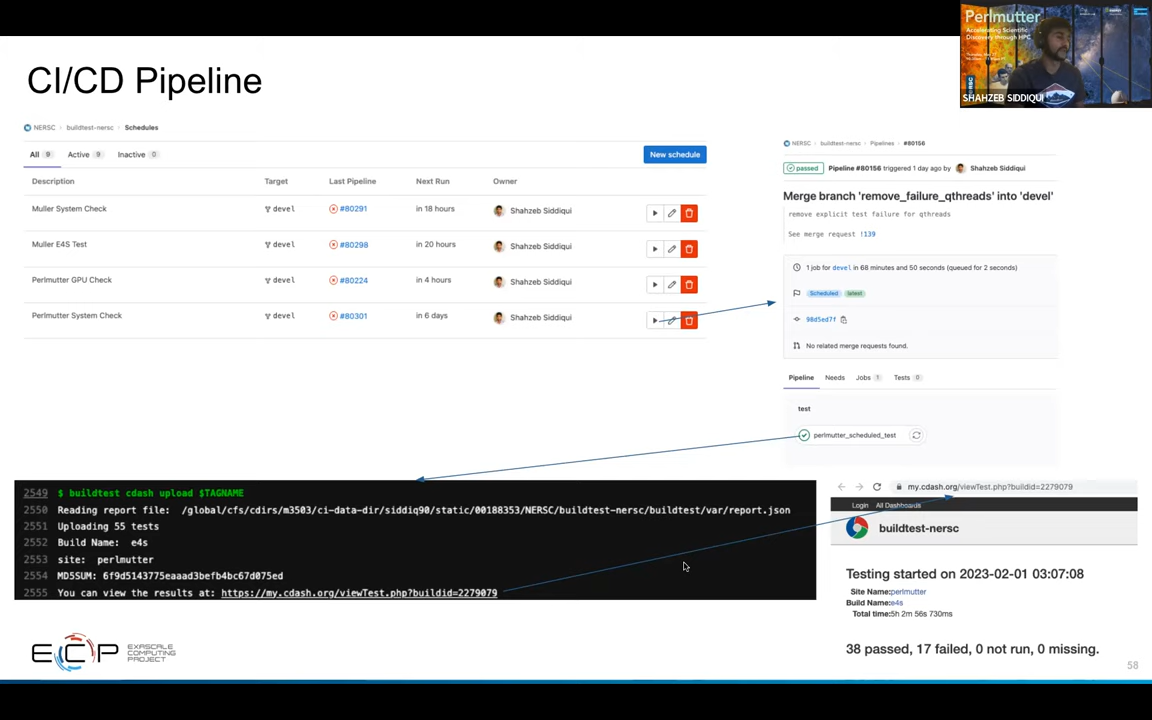 Perlmutter
Accelerating Scientific
Discovery through HPC
SHAHZEB SIDDIQUI
CI/CD Pipeline
NERSC › buildtest-nersc › Schedules
All 9 Active 9 Inactive 0
New schedule
Description Target Last Pipeline Next Run Owner
Muller System Check devel #80291 in 18 hours Shahzeb Siddiqui
Muller E4S Test devel #80298 in 20 hours Shahzeb Siddiqui
Perlmutter GPU Check devel #80224 in 4 hours Shahzeb Siddiqui
Perlmutter System Check devel #80301 in 6 days Shahzeb Siddiqui
NERSC › buildtest-nersc › Pipelines › #80156
passed Pipeline #80156 triggered 1 day ago by Shahzeb Siddiqui
Merge branch 'remove_failure_qthreads' into 'devel'
remove explicit test failure for qthreads
See merge request !139
1 job for devel in 68 minutes and 50 seconds (queued for 2 seconds)
Scheduled latest
98d5ed7f
No related merge requests found.
Pipeline Needs Jobs 1 Tests 0
test
perlmutter_scheduled_test
2549 $ buildtest cdash upload $TAGNAME
2550 Reading report file: /global/cfs/cdirs/m3503/ci-data-dir/siddiq90/static/00188353/NERSC/buildtest-nersc/buildtest/var/report.json
2551 Uploading 55 tests
2552 Build Name: e4s
2553 site: perlmutter
2554 MD5SUM: 6f9d5143775eaaad3befb4bc67d075ed
2555 You can view the results at: https://my.cdash.org/viewTest.php?buildid=2279079
my.cdash.org/viewTest.php?buildid=2279079
Login All Dashboards
buildtest-nersc
Testing started on 2023-02-01 03:07:08
Site Name:perlmutter
Build Name:e4s
Total time:5h 2m 56s 730ms
38 passed, 17 failed, 0 not run, 0 missing.
ECP EXASCALE
COMPUTING
PROJECT
58